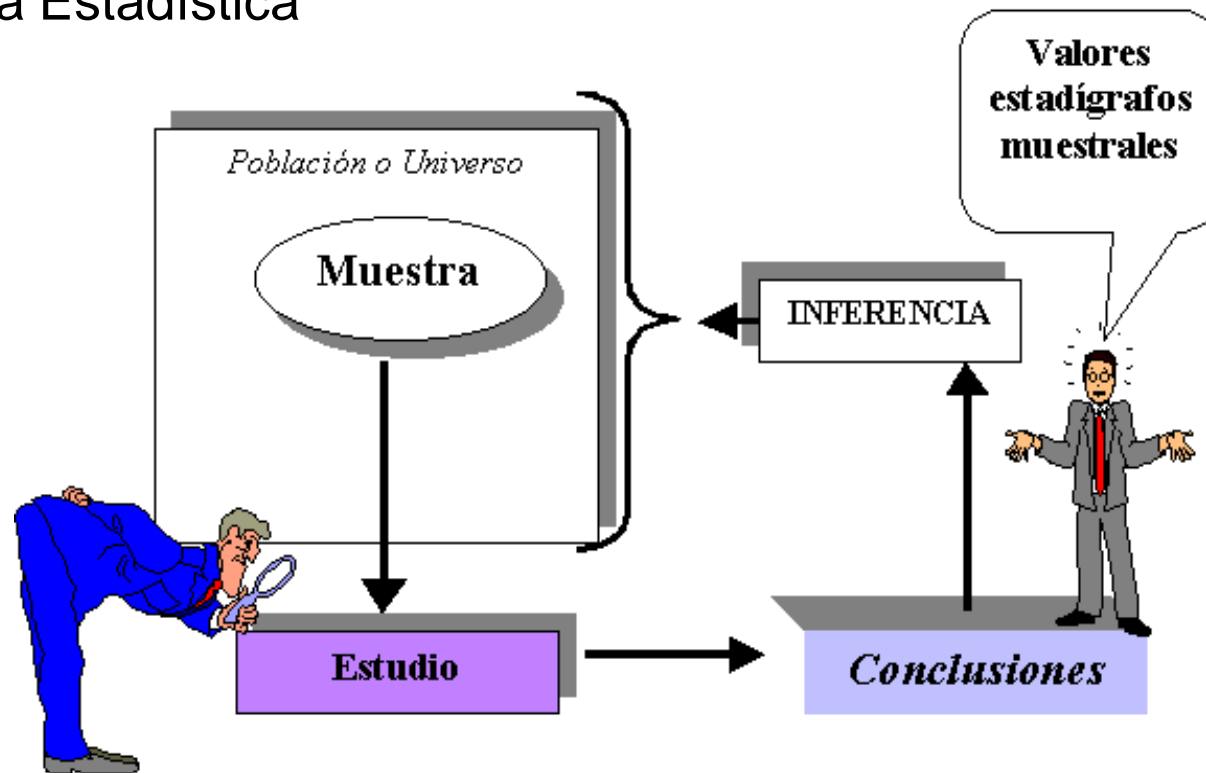 a Estadística
Valores
estadígrafos
muestrales
Población o Universo
Muestra
INFERENCIA
Estudio
Conclusiones